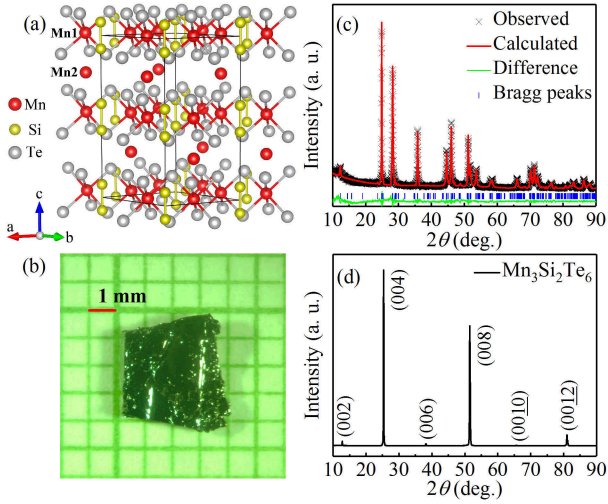 (a)
Mn1
Mn2
Mn
Si
Te
c
a
b
(b)
1 mm
(c)
Observed
Calculated
Difference
Bragg peaks
Intensity (a. u.)
10 20 30 40 50 60 70 80 90
2θ (deg.)
(d)
Mn₃Si₂Te₆
(002)
(004)
(006)
(008)
(0010)
(0012)
Intensity (a. u.)
10 20 30 40 50 60 70 80 90
2θ (deg.)